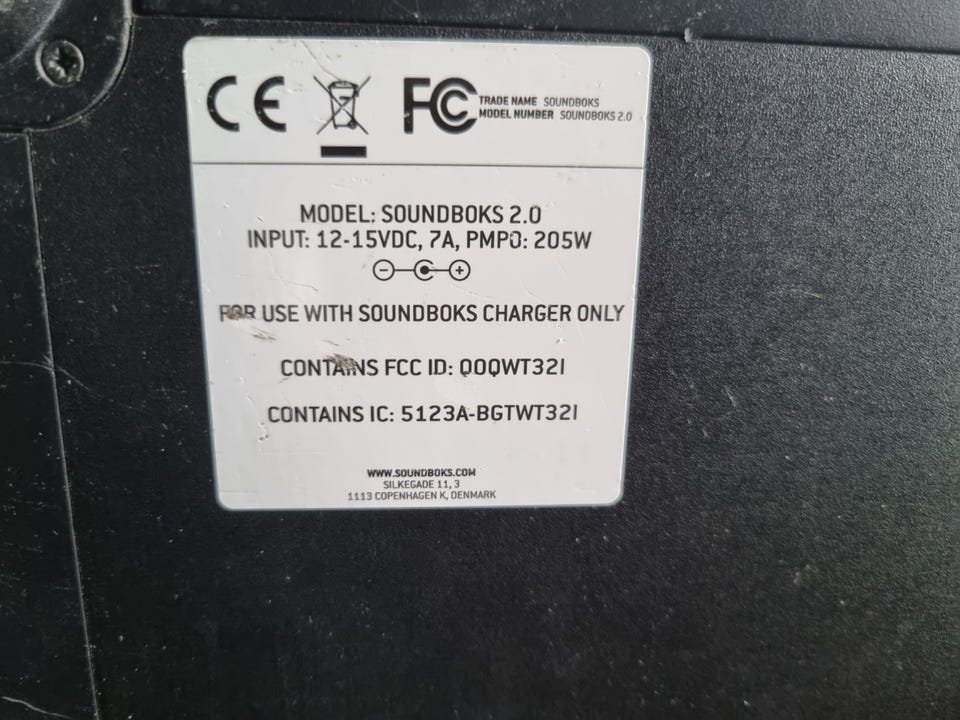 CE FC
TRADE NAME SOUNDBOKS
MODEL NUMBER SOUNDBOKS 2.0
MODEL: SOUNDBOKS 2.0
INPUT: 12-15VDC, 7A, PMPO: 205W
FOR USE WITH SOUNDBOKS CHARGER ONLY
CONTAINS FCC ID: QOQWT32I
CONTAINS IC: 5123A-BGTWT32I
WWW.SOUNDBOKS.COM
SILKEGADE 11, 3
1113 COPENHAGEN K, DENMARK